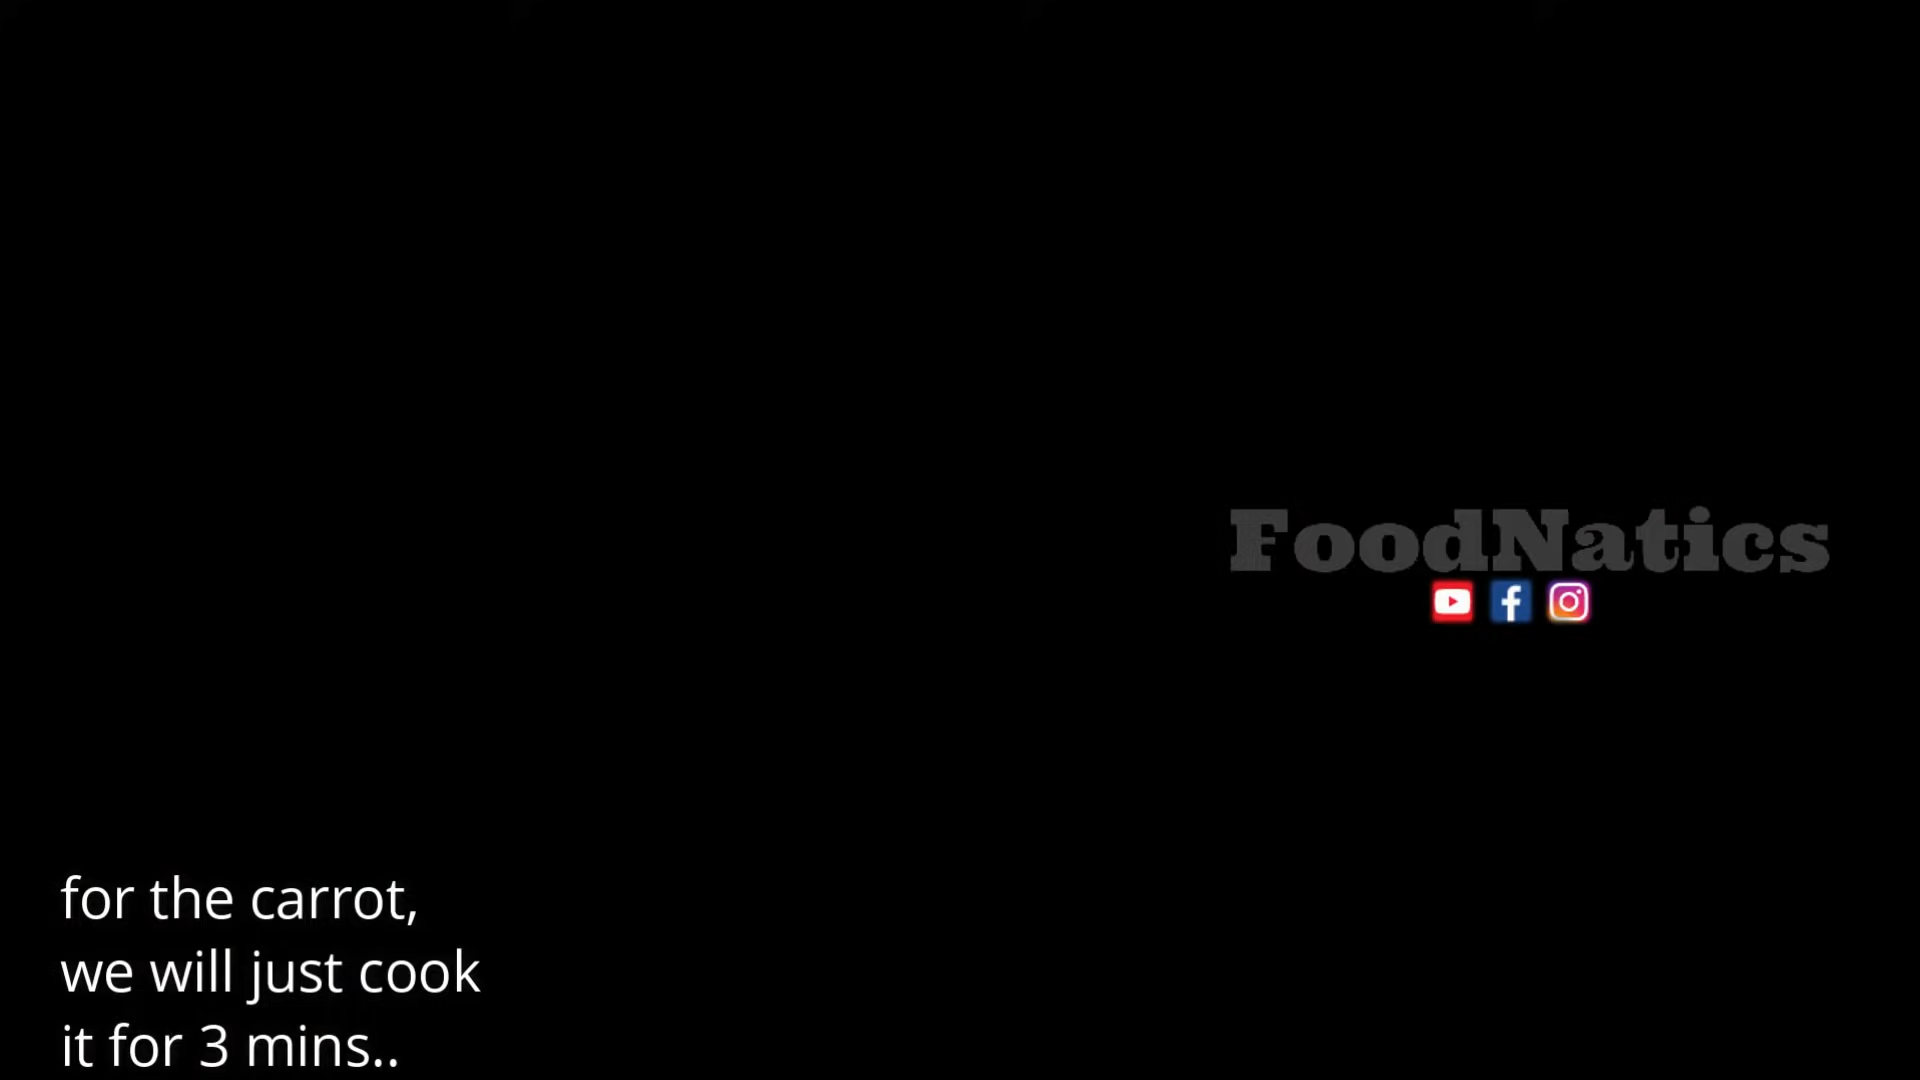 FoodNatics
for the carrot,
we will just cook
it for 3 mins..